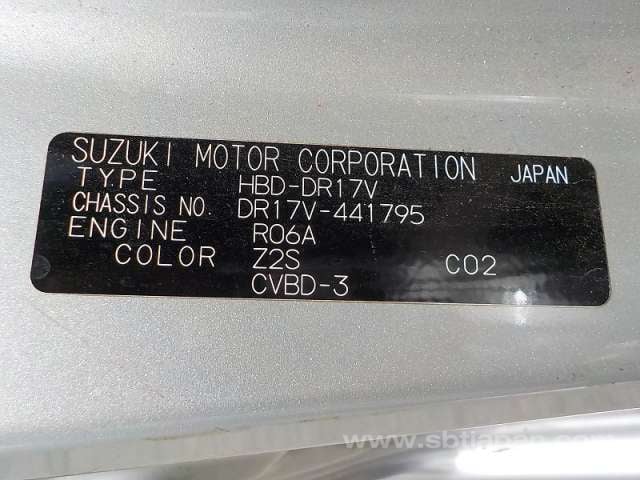 SUZUKI MOTOR CORPORATION JAPAN
TYPE HBD-DR17V
CHASSIS NO. DR17V-441795
ENGINE R06A
COLOR Z2S C02
CVBD-3
www.sbtjapan.com